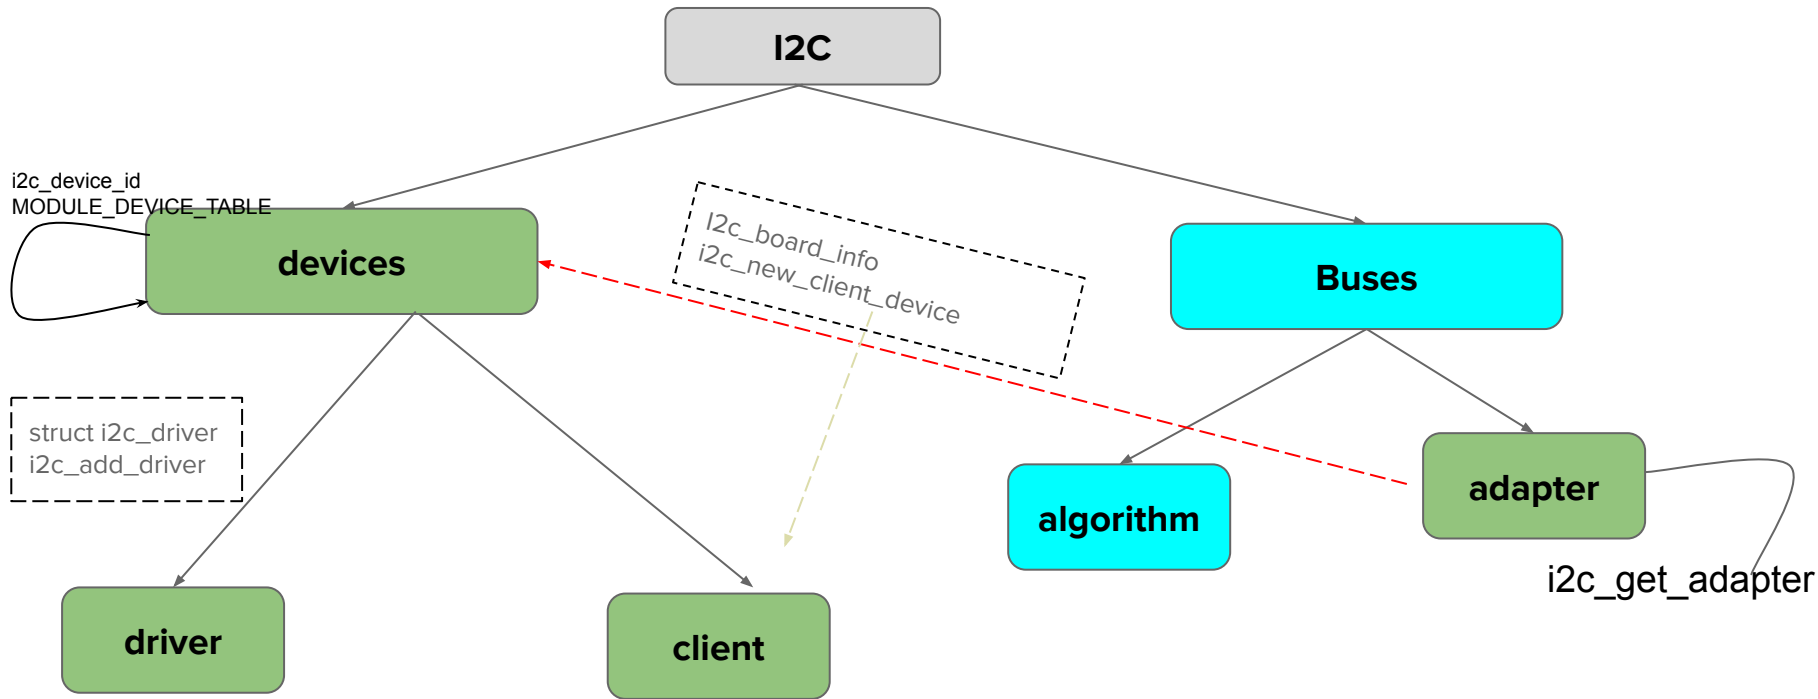 I2C
i2c_device_id
MODULE_DEVICE_TABLE
devices
I2c_board_info
i2c_new_client_device
Buses
struct i2c_driver
i2c_add_driver
algorithm
adapter
i2c_get_adapter
driver
client